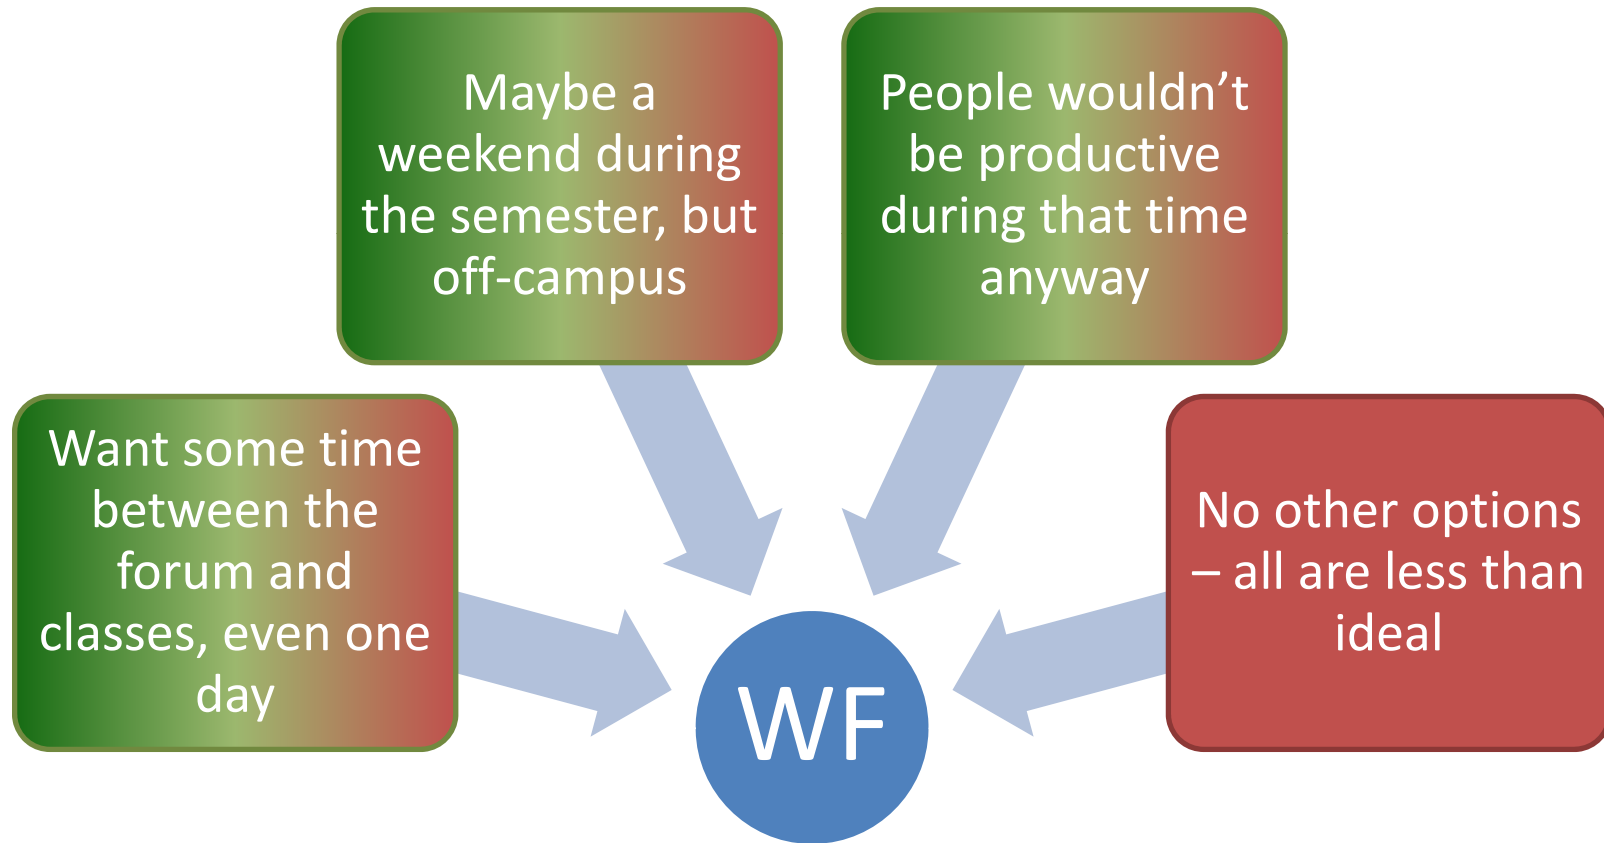 Maybe a
weekend during
the semester, but
off-campus
People wouldn’t
be productive
during that time
anyway
Want some time
between the
forum and
classes, even one
day
No other options
– all are less than
ideal
WF